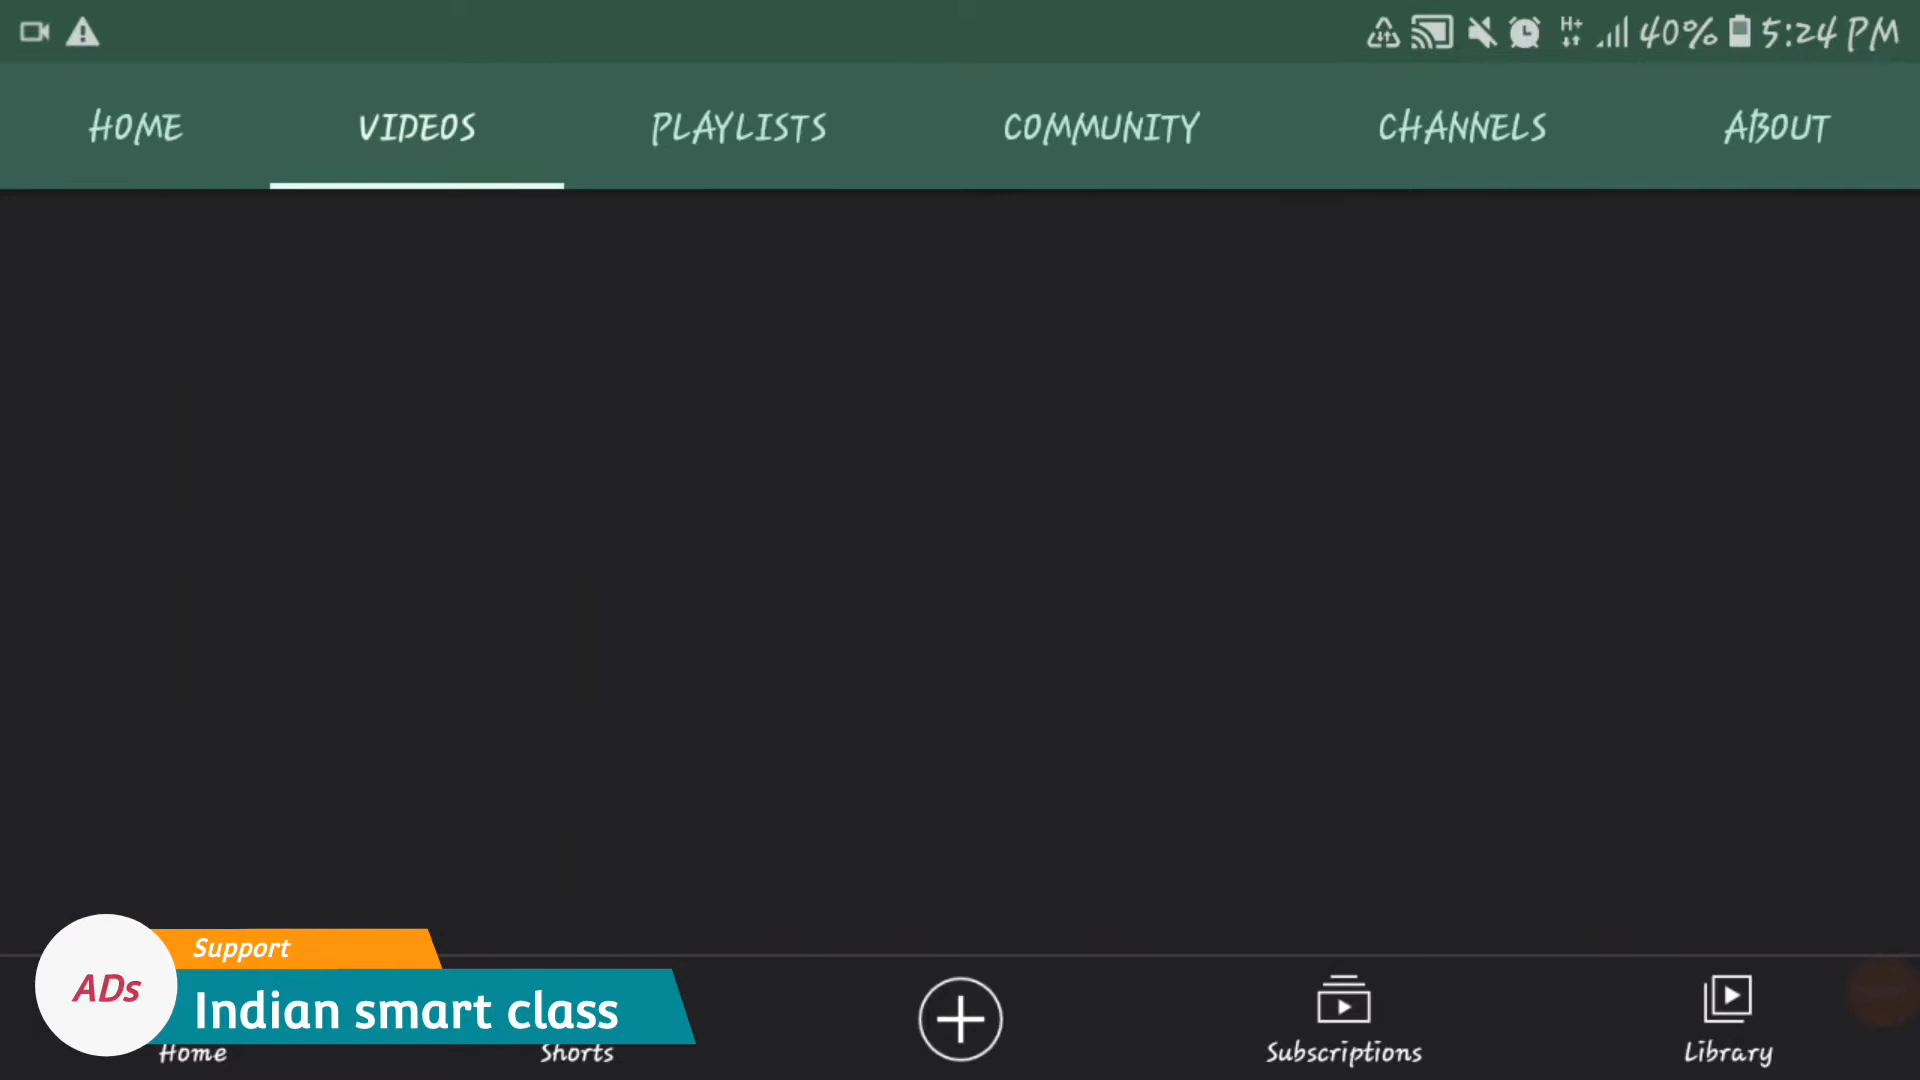 H+ 40% 5:24 PM
HOME VIDEOS PLAYLISTS COMMUNITY CHANNELS ABOUT
Support
ADs
Indian smart class
Home Shorts Subscriptions Library